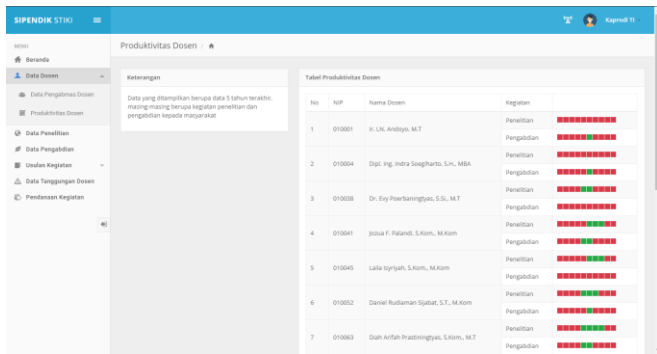 SIPENDIK STIKI
Kaprodi TI
MENU
Beranda
Data Dosen
Data Pengabmas Dosen
Produktivitas Dosen
Data Penelitian
Data Pengabdian
Usulan Kegiatan
Data Tanggungan Dosen
Pendanaan Kegiatan
Produktivitas Dosen /
Keterangan
Data yang ditampilkan berupa data 5 tahun terakhir,
masing-masing berupa kegiatan penelitian dan
pengabdian kepada masyarakat
Tabel Produktivitas Dosen
No NIP Nama Dosen Kegiatan
1 010001 Ir. LN. Andoyo, M.T Penelitian
Pengabdian
2 010004 Dipl. Ing. Indra Soegiharto, S.H., MBA Penelitian
Pengabdian
3 010038 Dr. Evy Poerbaningtyas, S.Si., M.T Penelitian
Pengabdian
4 010041 Jozua F. Palandi, S.Kom., M.Kom Penelitian
Pengabdian
5 010045 Laila Isyriyah, S.Kom., M.Kom Penelitian
Pengabdian
6 010052 Daniel Rudiaman Sijabat, S.T., M.Kom Penelitian
Pengabdian
7 010063 Diah Arifah Prastiningtyas, S.Kom., M.T Penelitian
Pengabdian